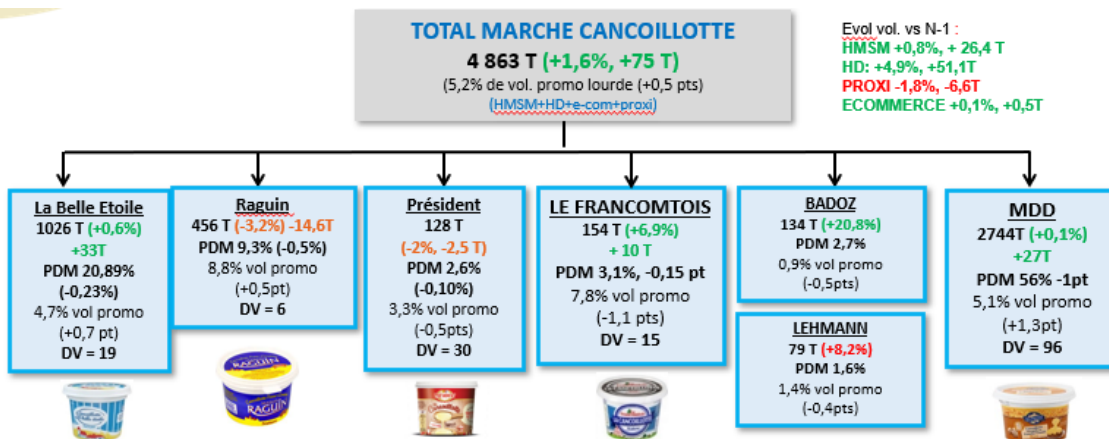 TOTAL MARCHE CANCOILLOTTE
4 863 T (+1,6%, +75 T)
(5,2% de vol. promo lourde (+0,5 pts)
(HMSM+HD+e-com+proxi)
Evol vol. vs N-1 :
HMSM +0,8%, + 26,4 T
HD: +4,9%, +51,1T
PROXI -1,8%, -6,6T
ECOMMERCE +0,1%, +0,5T
La Belle Etoile
1026 T (+0,6%)
+33T
PDM 20,89%
(-0,23%)
4,7% vol promo
(+0,7 pt)
DV = 19
Raguin
456 T (-3,2%) -14,6T
PDM 9,3% (-0,5%)
8,8% vol promo
(+0,5pt)
DV = 6
RAGUIN
RAGUIN
Président
128 T
(-2%, -2,5 T)
PDM 2,6%
(-0,10%)
3,3% vol promo
(-0,5pts)
DV = 30
LE FRANCOMTOIS
154 T (+6,9%)
+ 10 T
PDM 3,1%, -0,15 pt
7,8% vol promo
(-1,1 pts)
DV = 15
CANCOILLOTTE
BADOZ
134 T (+20,8%)
PDM 2,7%
0,9% vol promo
(-0,5pts)
LEHMANN
79 T (+8,2%)
PDM 1,6%
1,4% vol promo
(-0,4pts)
MDD
2744T (+0,1%)
+27T
PDM 56% -1pt
5,1% vol promo
(+1,3pt)
DV = 96